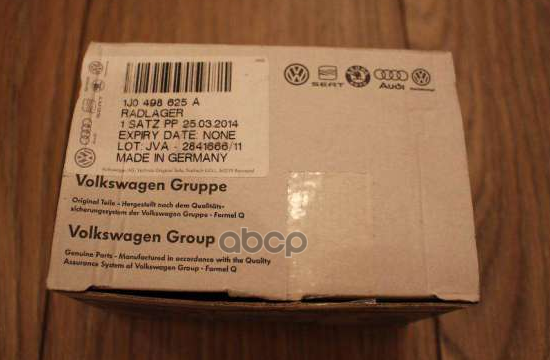 SEAT
Audi
1J0 498 625 A
RADLAGER
1 SATZ PP 25.03.2014
EXPIRY DATE: NONE
LOT: JVA - 2841666/11
MADE IN GERMANY
Volkswagen Gruppe
Original Teile - Hergestellt nach dem Qualitäts-
sicherungssystem der Volkswagen Gruppe - Formel Q
Volkswagen Group
Genuine Parts - Manufactured in accordance with the Quality
Assurance System of Volkswagen Group - Formel Q
abcp